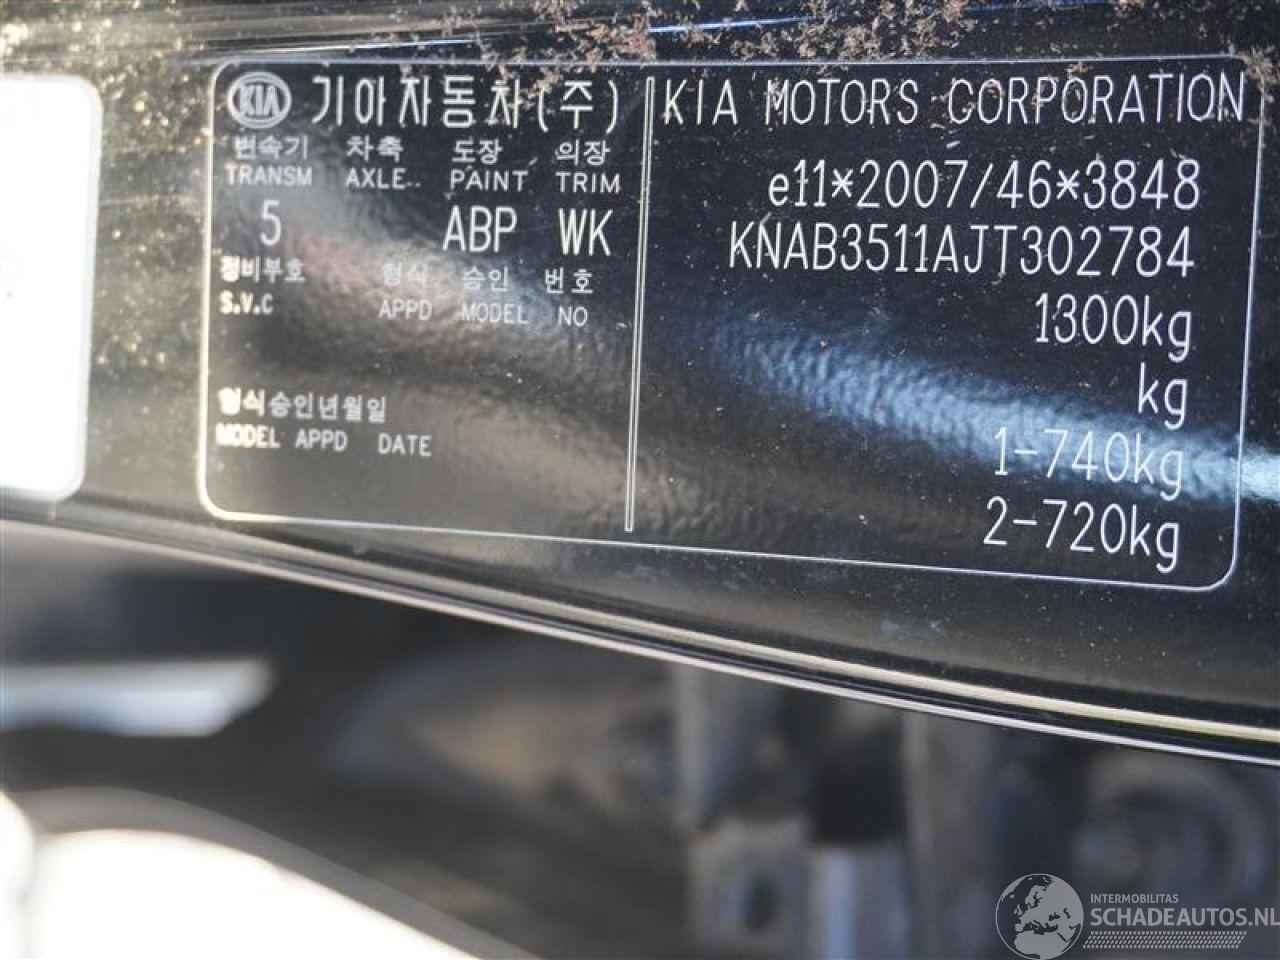 KIA 기아자동차(주)
변속기 차축 도장 의장
TRANSM AXLE.. PAINT TRIM
5 ABP WK
정비부호 형식 승인 번호
S.V.C APPD MODEL NO
형식승인년월일
MODEL APPD DATE
KIA MOTORS CORPORATION
e11*2007/46*3848
KNAB3511AJT302784
1300kg
kg
1-740kg
2-720kg
INTERMOBILITAS
SCHADEAUTOS.NL